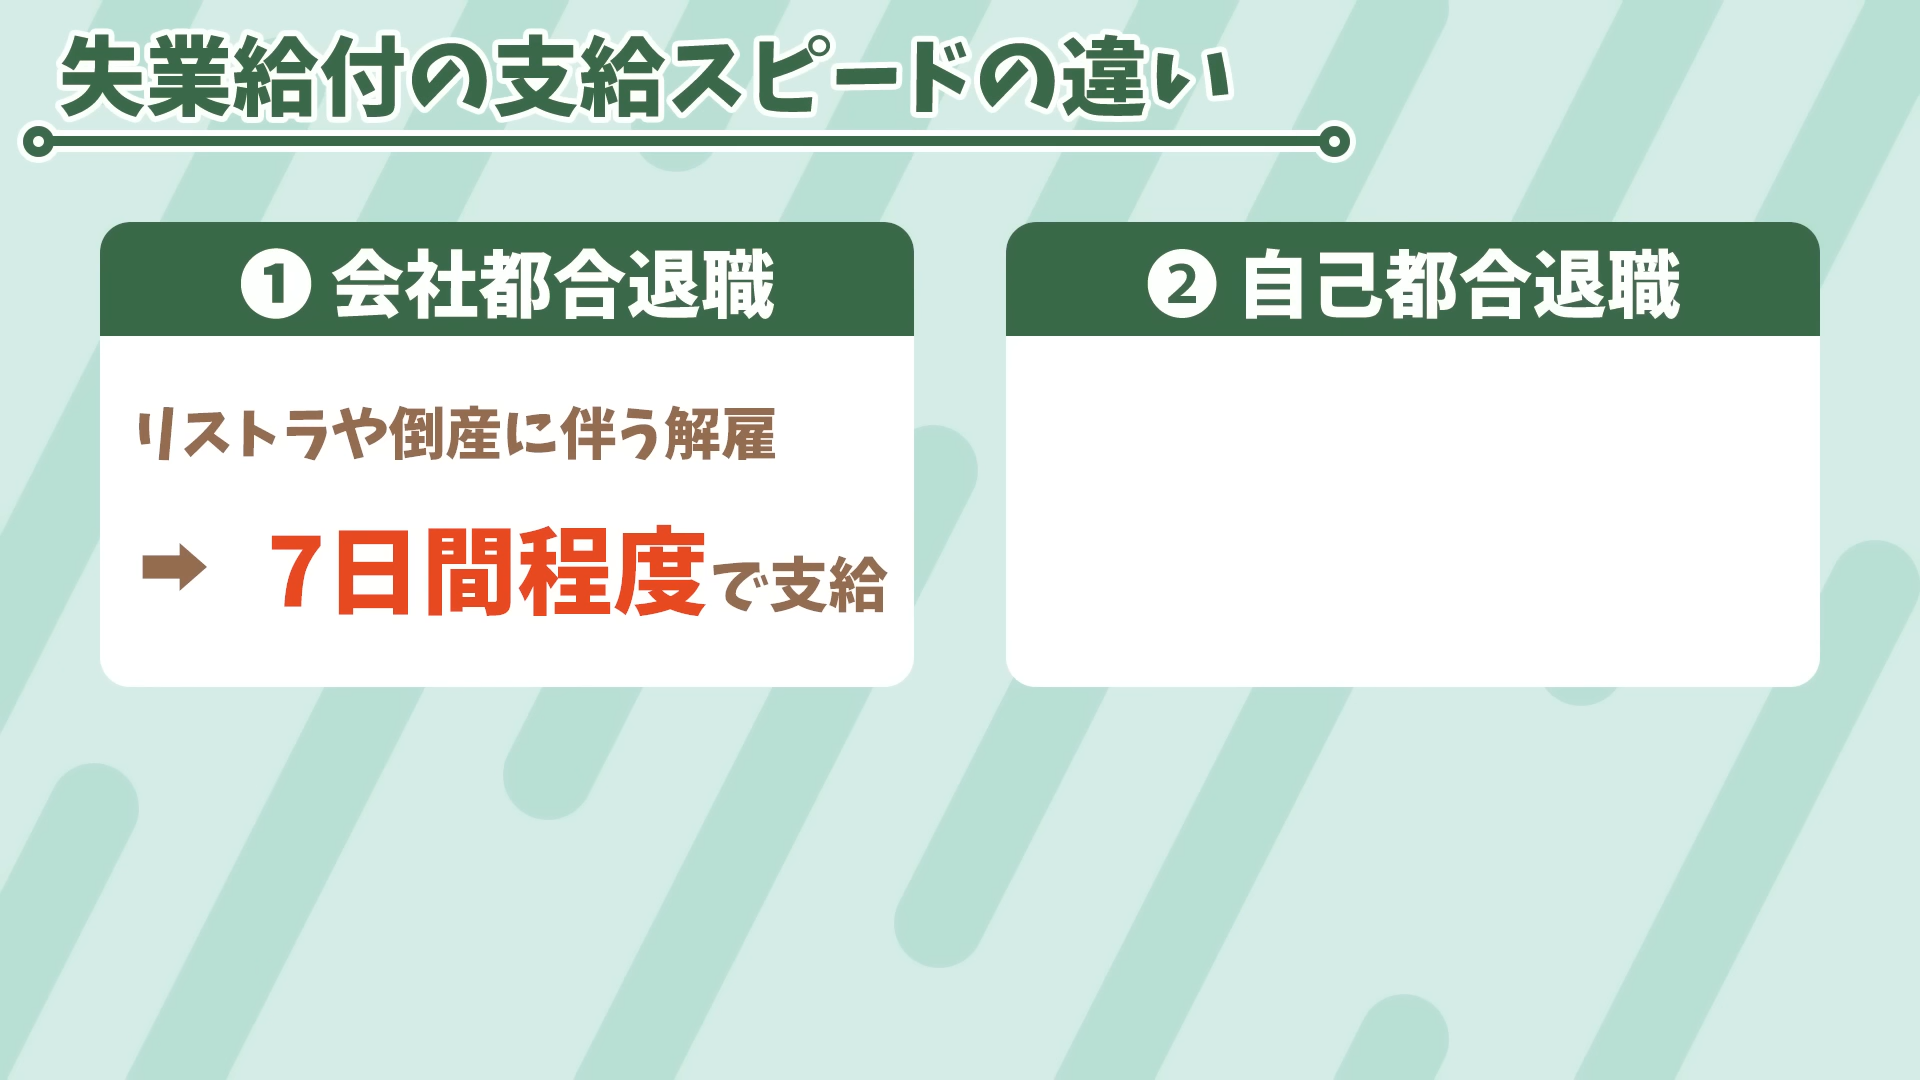 失業給付の支給スピードの違い
❶ 会社都合退職
リストラや倒産に伴う解雇
➡ 7日間程度で支給
❷ 自己都合退職